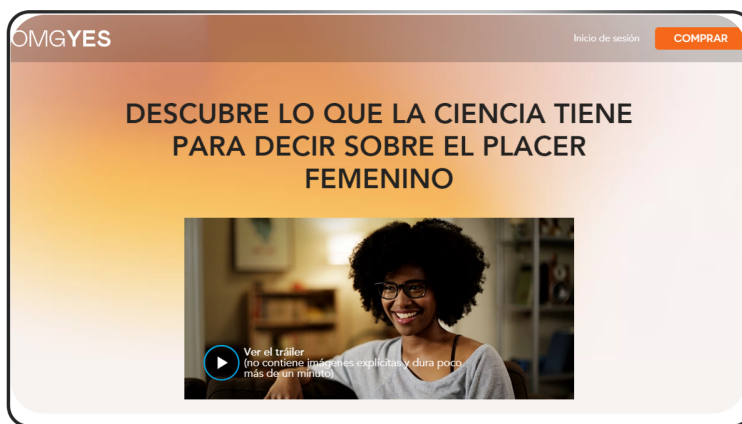 OMGYES
Inicio de sesión
COMPRAR
DESCUBRE LO QUE LA CIENCIA TIENE
PARA DECIR SOBRE EL PLACER
FEMENINO
Ver el tráiler
(no contiene imágenes explícitas y dura poco
más de un minuto)